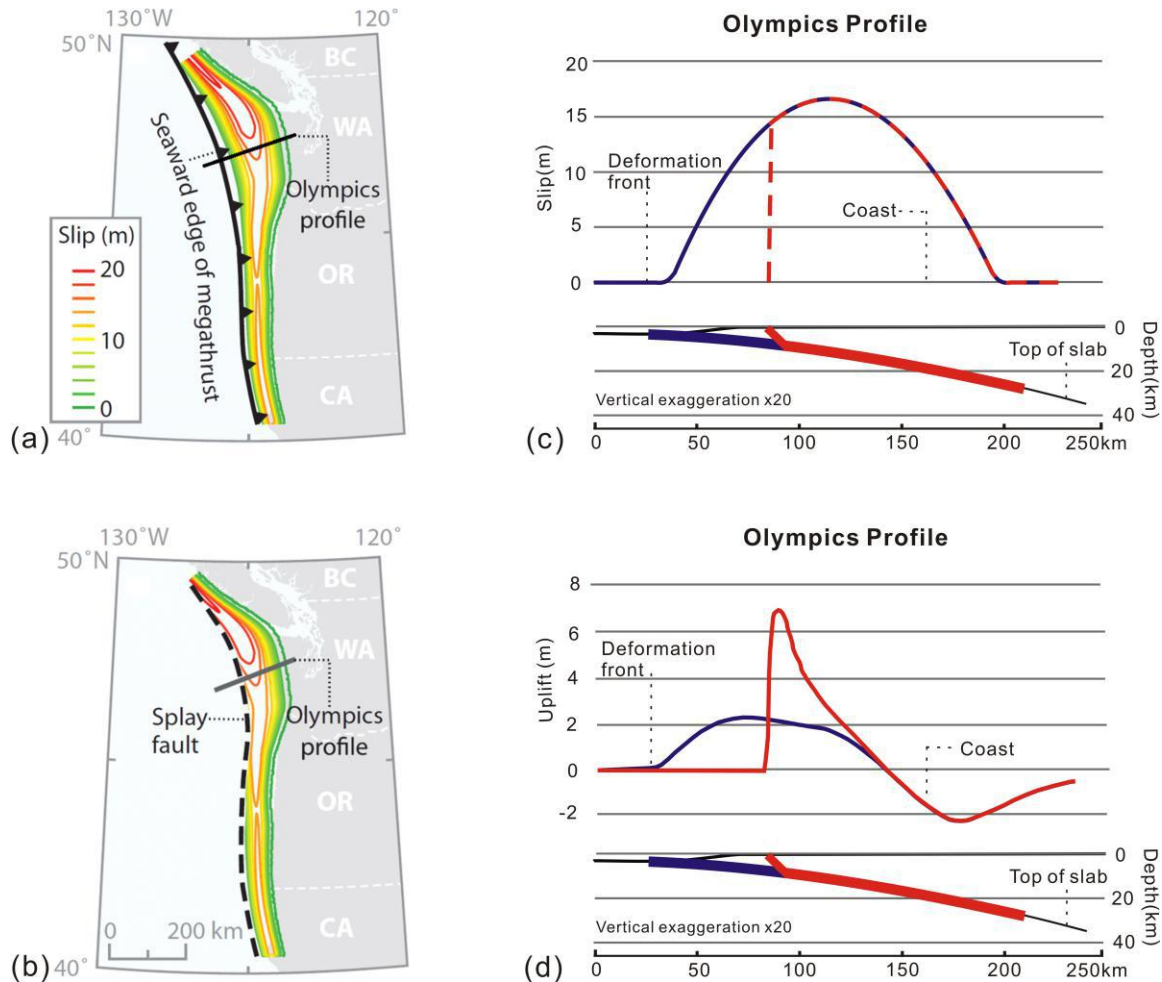 130°W
120°
50°N
BC
WA
Seaward edge of megathrust
Olympics
profile
Slip (m)
20
10
0
OR
CA
(a)
40°
Olympics Profile
20
15
10
5
0
Slip(m)
Deformation
front
Coast
0
20
40
Depth(km)
Top of slab
Vertical exaggeration x20
(c)
0
50
100
150
200
250km
130°W
120°
50°N
BC
WA
Splay
fault
Olympics
profile
OR
CA
0
200 km
(b)
40°
Olympics Profile
8
6
4
2
0
-2
Uplift (m)
Deformation
front
Coast
0
20
40
Depth(km)
Top of slab
Vertical exaggeration x20
(d)
0
50
100
150
200
250km